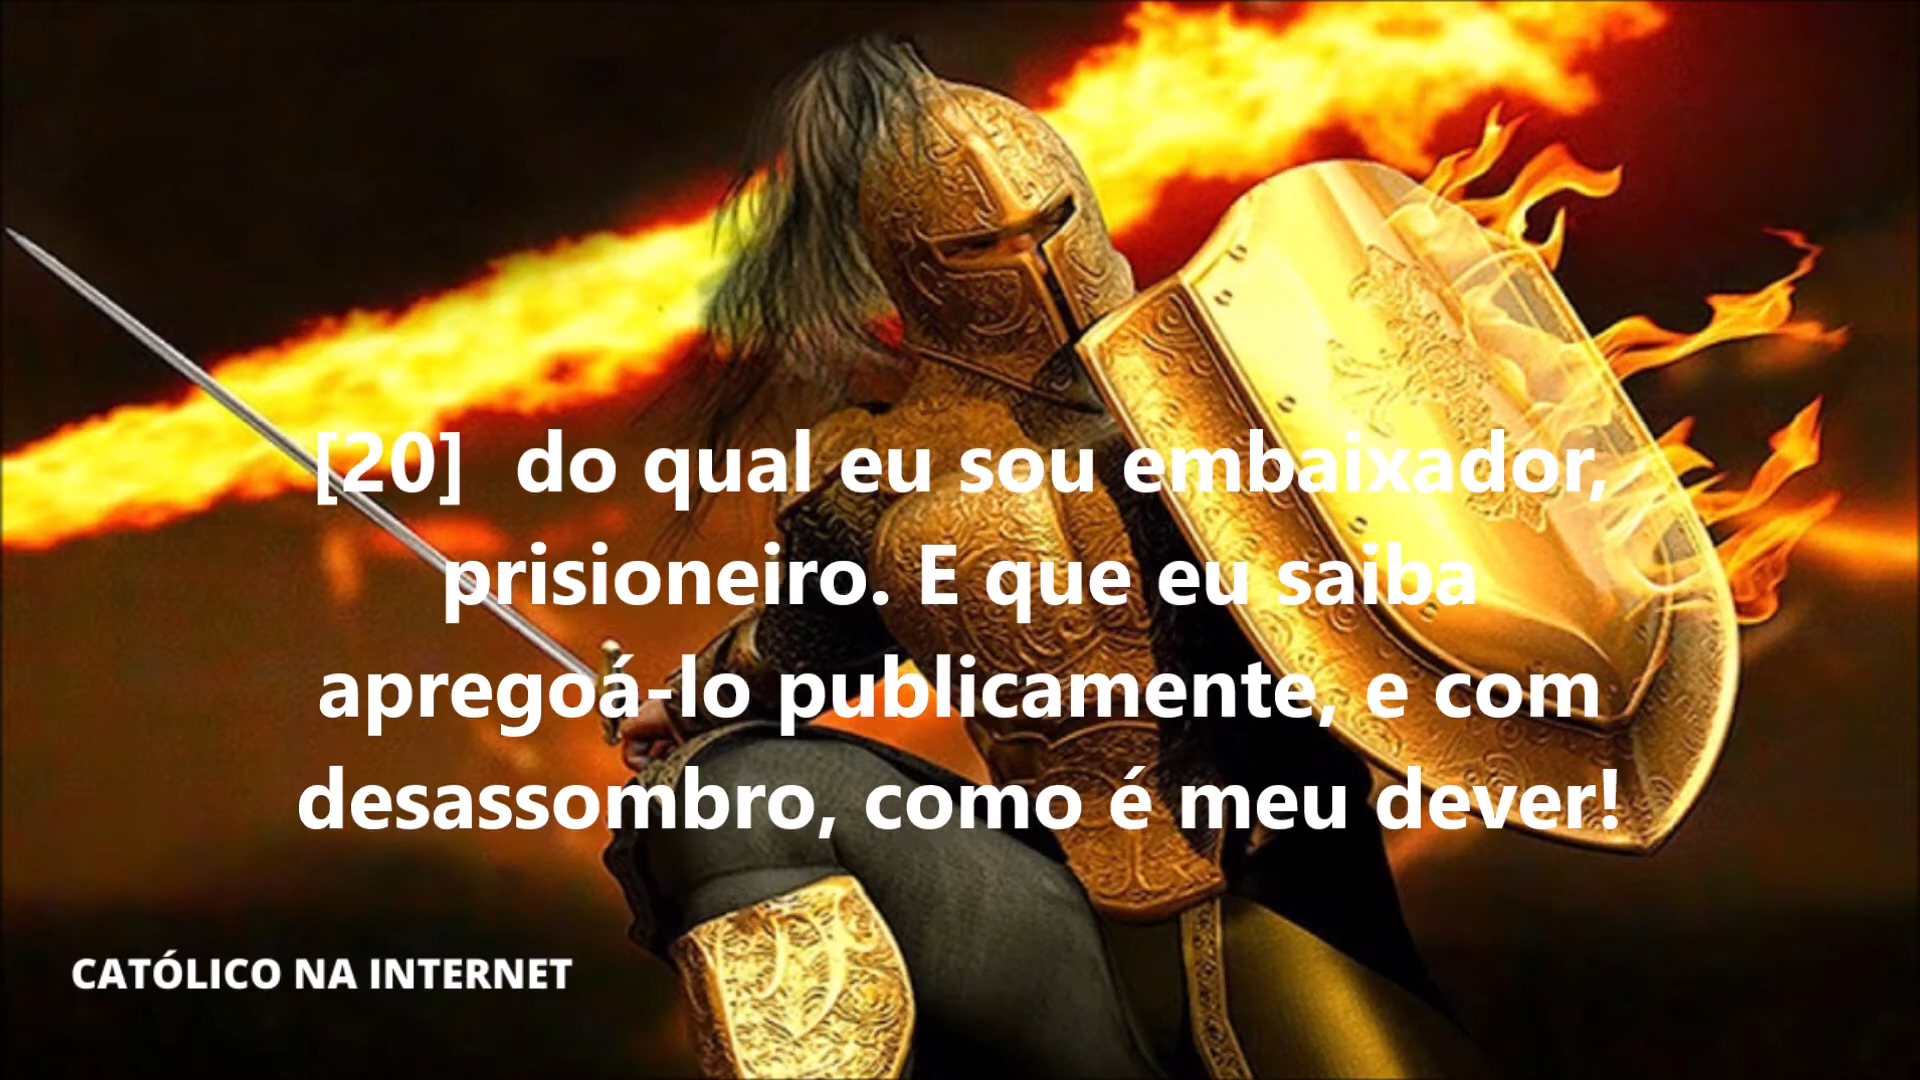 [20] do qual eu sou embaixador,
prisioneiro. E que eu saiba
apregoá-lo publicamente, e com
desassombro, como é meu dever!
CATÓLICO NA INTERNET